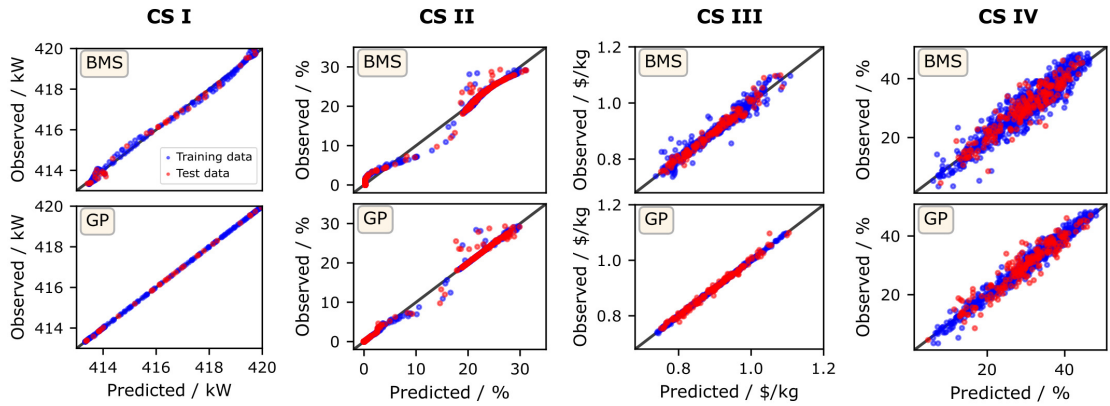 CS I
CS II
CS III
CS IV
Observed / kW
420
418
416
414
BMS
Training data
Test data
Observed / %
30
20
10
0
BMS
Observed / $/kg
1.2
1.0
0.8
BMS
Observed / %
40
20
BMS
Observed / kW
420
418
416
414
GP
414
416
418
420
Predicted / kW
Observed / %
30
20
10
0
GP
0
10
20
30
Predicted / %
Observed / $/kg
1.2
1.0
0.8
GP
0.8
1.0
1.2
Predicted / $/kg
Observed / %
40
20
GP
20
40
Predicted / %